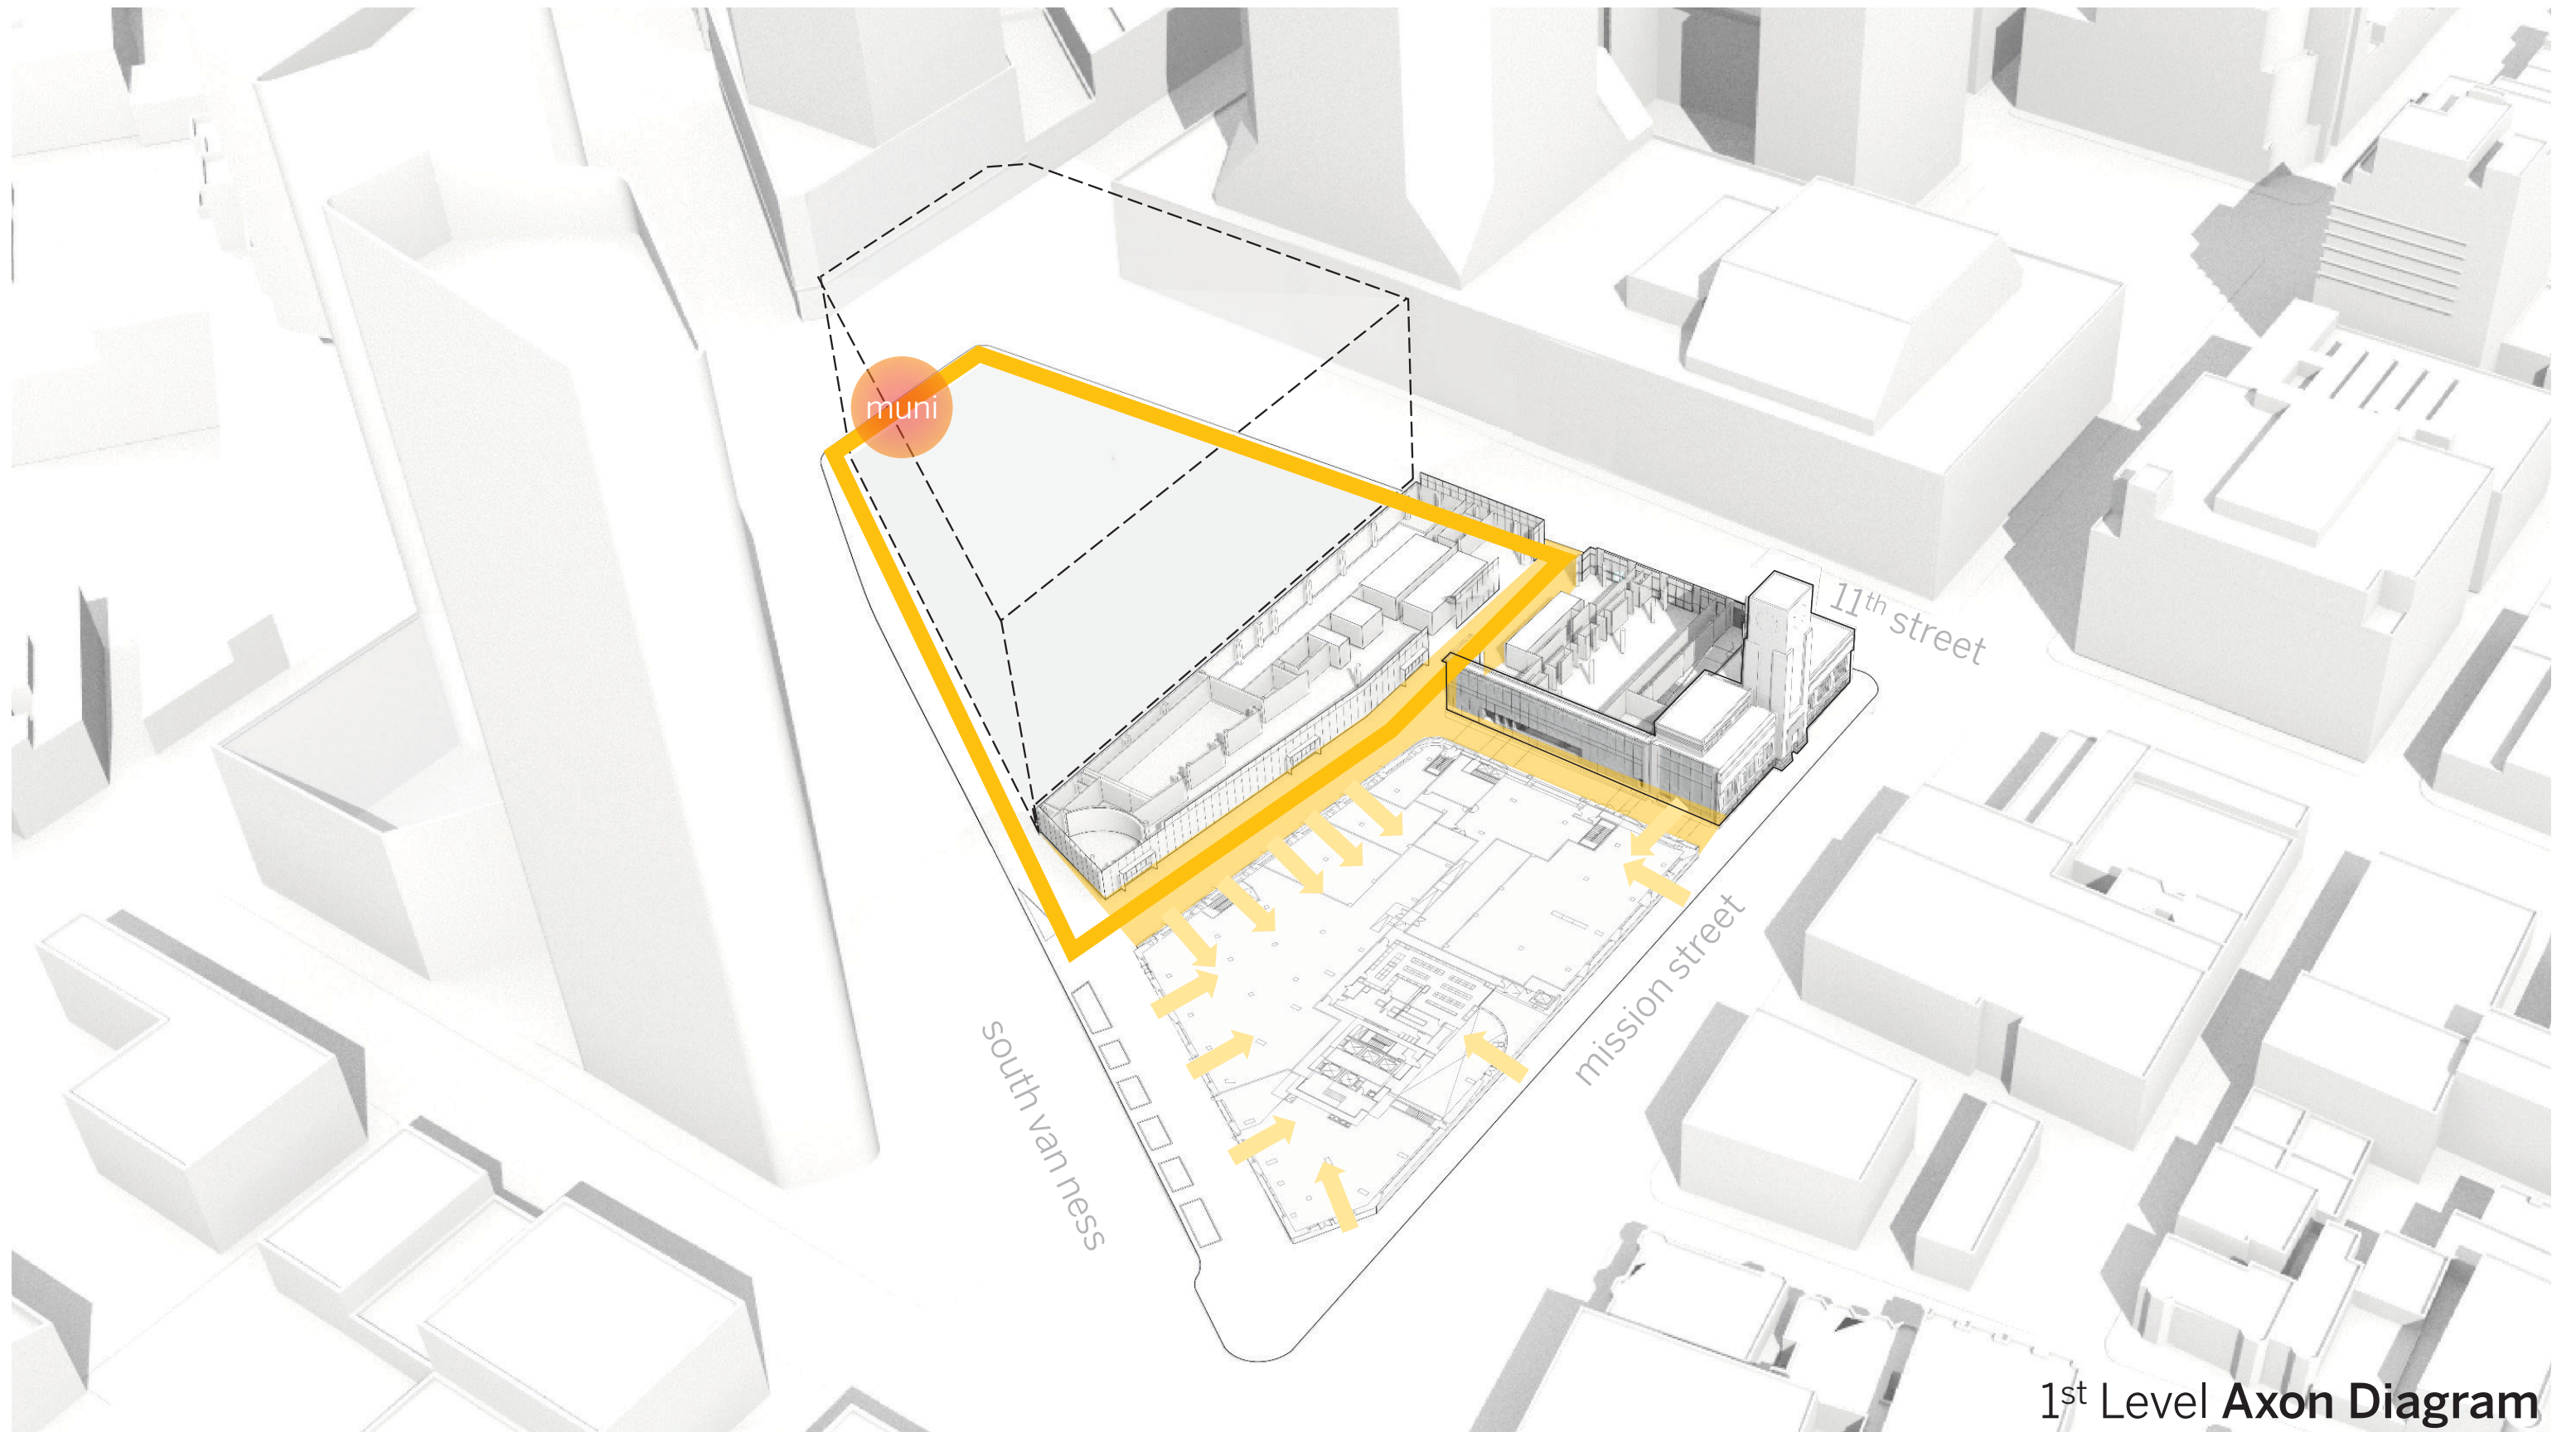 muni
11th street
mission street
south van ness
1st Level Axon Diagram